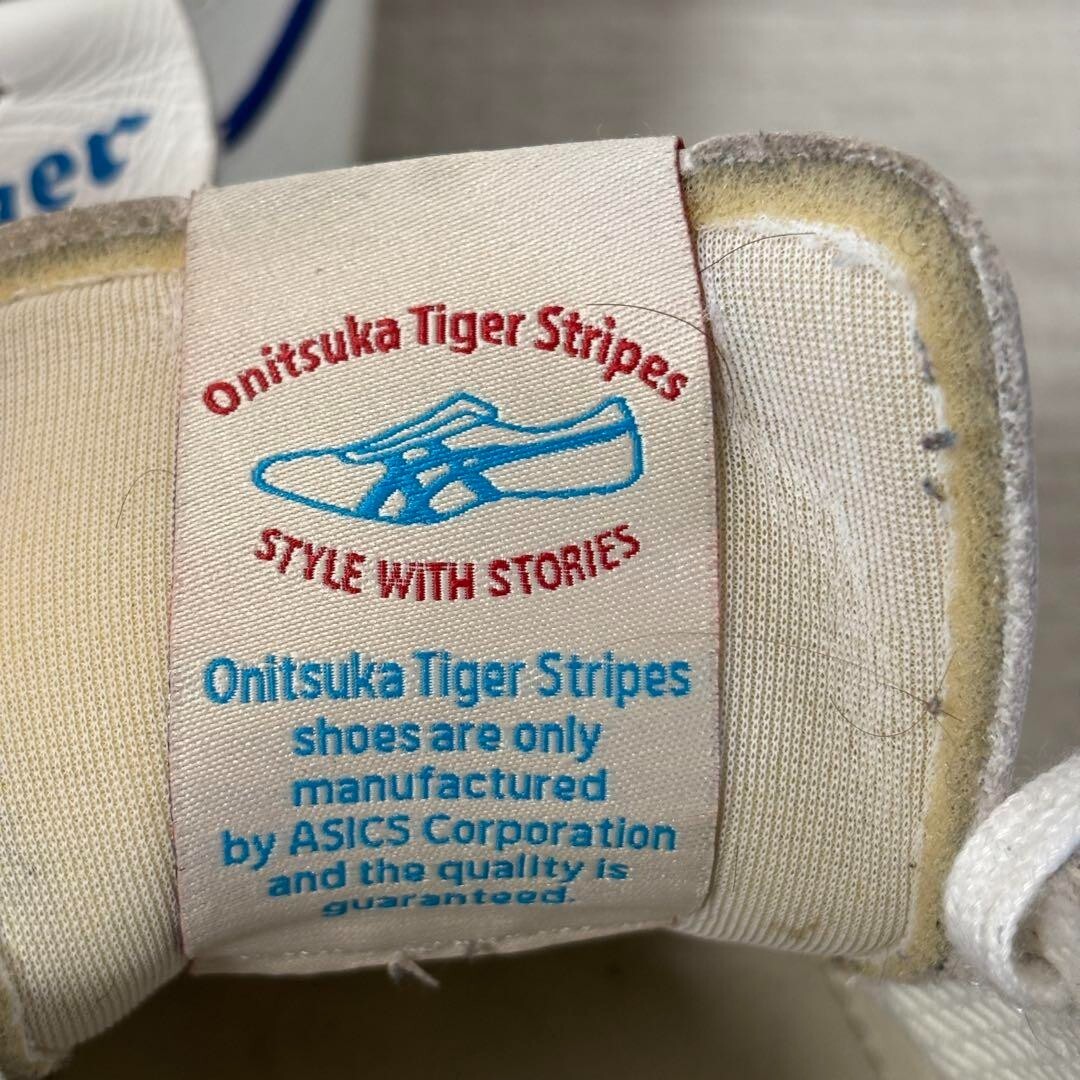 Onitsuka Tiger Stripes
STYLE WITH STORIES
Onitsuka Tiger Stripes
shoes are only
manufactured
by ASICS Corporation
and the quality is
guaranteed.